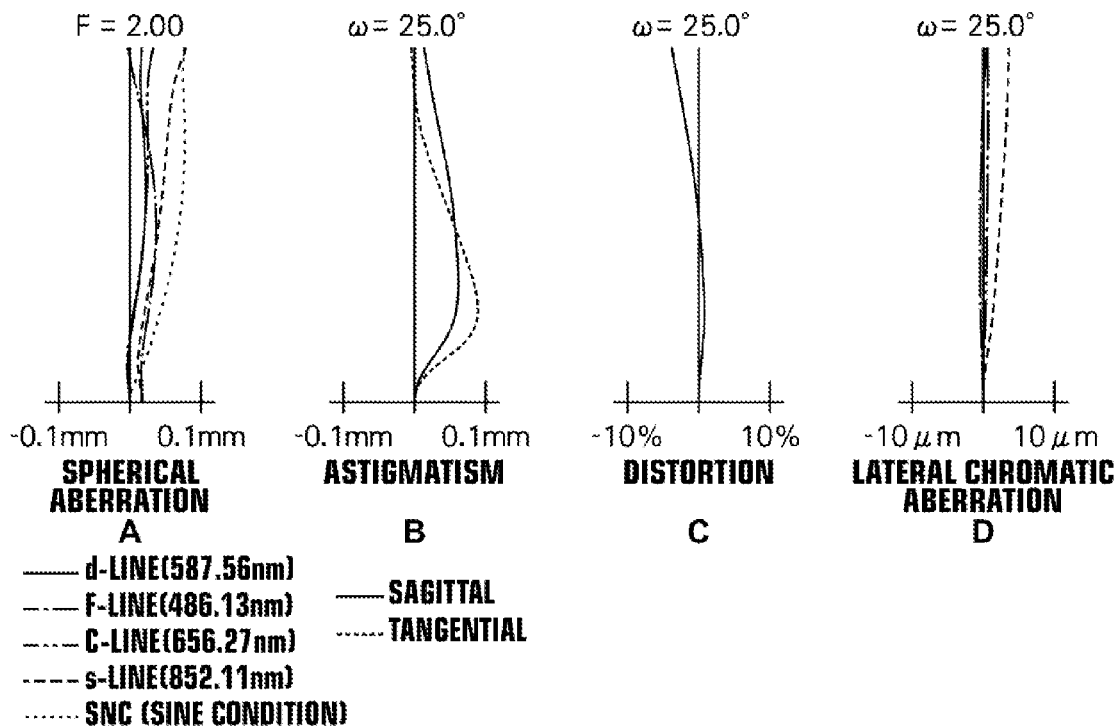 F = 2.00
ω= 25.0°
ω= 25.0°
ω= 25.0°
-0.1mm 0.1mm
-0.1mm 0.1mm
-10% 10%
-10 μm 10 μm
SPHERICAL
ABERRATION
ASTIGMATISM
DISTORTION
LATERAL CHROMATIC
ABERRATION
A
B
C
D
d-LINE(587.56nm)
F-LINE(486.13nm)
C-LINE(656.27nm)
s-LINE(852.11nm)
SNC (SINE CONDITION)
SAGITTAL
TANGENTIAL